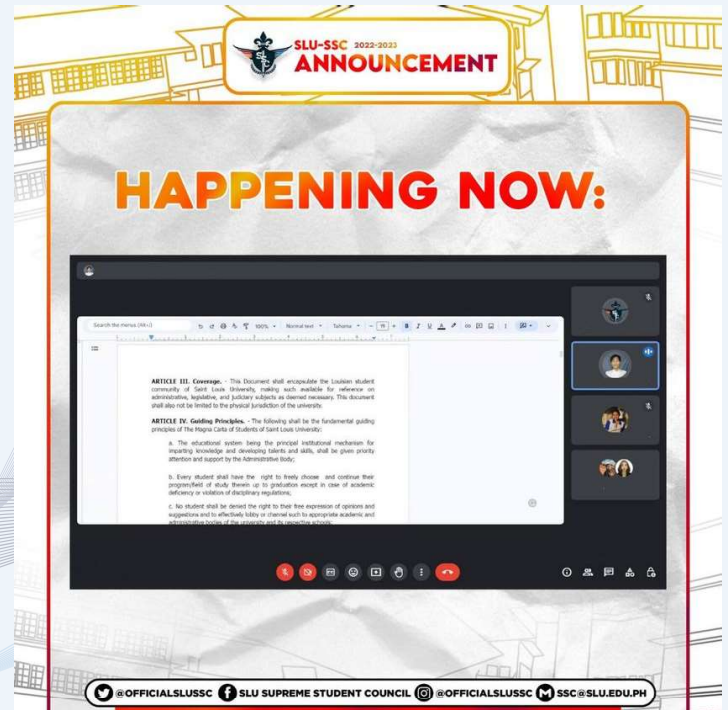 SLU-SSC 2022-2023
ANNOUNCEMENT
HAPPENING NOW:
Search the menus (Alt+/)
100%
Normal text
Tahoma
B I U A
ARTICLE III. Coverage. - This Document shall encapsulate the Louisian student
community of Saint Louis University, making such available for reference on
administrative, legislative, and judiciary subjects as deemed necessary. This document
shall also not be limited to the physical jurisdiction of the university.
ARTICLE IV. Guiding Principles. - The following shall be the fundamental guiding
principles of The Magna Carta of Students of Saint Louis University:
a. The educational system being the principal institutional mechanism for
imparting knowledge and developing talents and skills, shall be given priority
attention and support by the Administrative Body;
b. Every student shall have the right to freely choose and continue their
program/field of study therein up to graduation except in case of academic
deficiency or violation of disciplinary regulations;
c. No student shall be denied the right to their free expression of opinions and
suggestions and to effectively lobby or channel such to appropriate academic and
administrative bodies of the university and its respective schools;
@OFFICIALSLUSSC SLU SUPREME STUDENT COUNCIL @OFFICIALSLUSSC SSC@SLU.EDU.PH